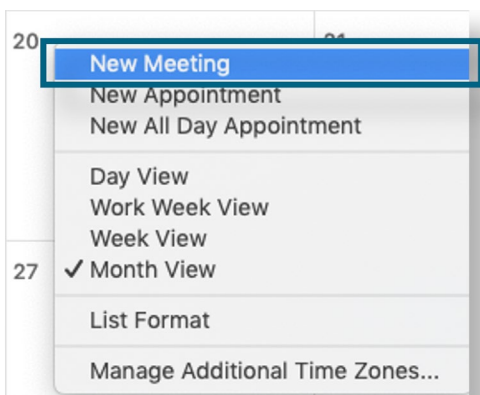 20
New Meeting
New Appointment
New All Day Appointment
Day View
Work Week View
Week View
27 ✓ Month View
List Format
Manage Additional Time Zones...